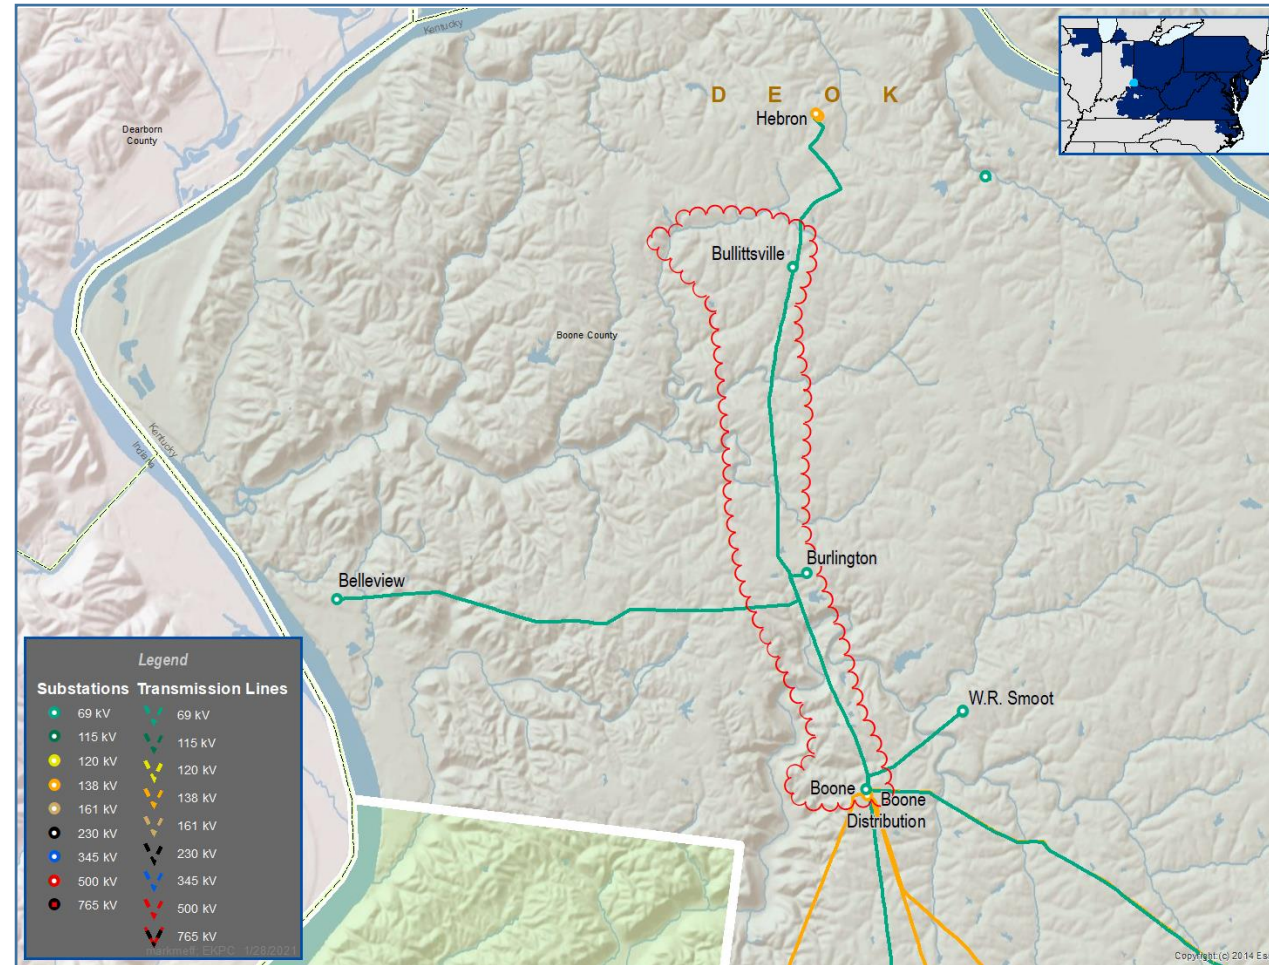 Kentucky
D E O K
Hebron
Dearborn
County
Bullittsville
Boone County
Kentucky
Indiana
Burlington
Belleview
W.R. Smoot
Boone
Boone
Distribution
Legend
Substations Transmission Lines
69 kV 69 kV
115 kV 115 kV
120 kV 120 kV
138 kV 138 kV
161 kV 161 kV
230 kV 230 kV
345 kV 345 kV
500 kV 500 kV
765 kV 765 kV
EKPC 1/28/2021
Copyright:(c) 2014 Es